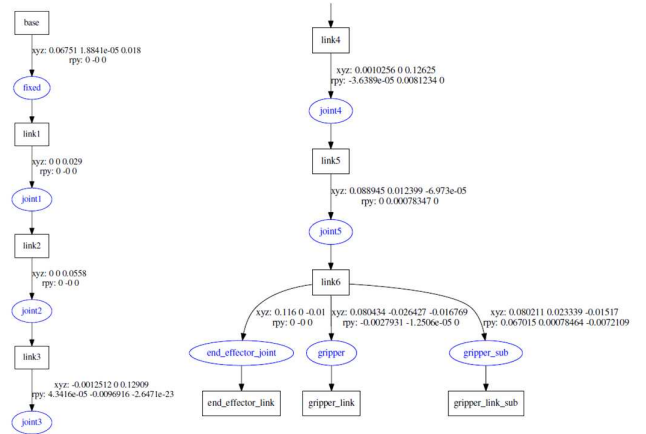 base
xyz: 0.06751 1.8841e-05 0.018
rpy: 0 -0 0
fixed
link1
xyz: 0 0 0.029
rpy: 0 -0 0
joint1
link2
xyz: 0 0 0.0558
rpy: 0 -0 0
joint2
link3
xyz: -0.0012512 0 0.12909
rpy: 4.3416e-05 -0.0096916 -2.6471e-23
joint3
link4
xyz: 0.0010256 0 0.12625
rpy: -3.6389e-05 0.0081234 0
joint4
link5
xyz: 0.088945 0.012399 -6.973e-05
rpy: 0 0.00078347 0
joint5
link6
xyz: 0.116 0 -0.01
rpy: 0 -0 0
end_effector_joint
end_effector_link
xyz: 0.080434 -0.026427 -0.016769
rpy: -0.0027931 -1.2506e-05 0
gripper
gripper_link
xyz: 0.080211 0.023339 -0.01517
rpy: 0.067015 0.00078464 -0.0072109
gripper_sub
gripper_link_sub